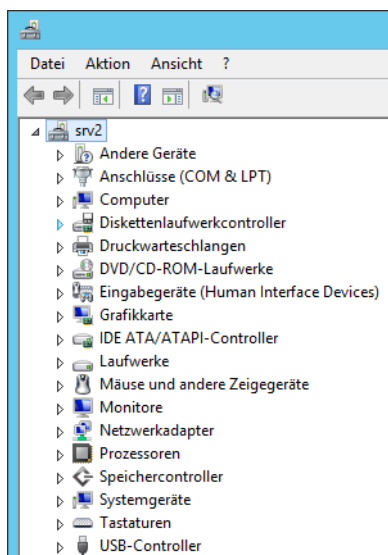 Datei Aktion Ansicht ?
srv2
Andere Geräte
Anschlüsse (COM & LPT)
Computer
Diskettenlaufwerkcontroller
Druckwarteschlangen
DVD/CD-ROM-Laufwerke
Eingabegeräte (Human Interface Devices)
Grafikkarte
IDE ATA/ATAPI-Controller
Laufwerke
Mäuse und andere Zeigegeräte
Monitore
Netzwerkadapter
Prozessoren
Speichercontroller
Systemgeräte
Tastaturen
USB-Controller